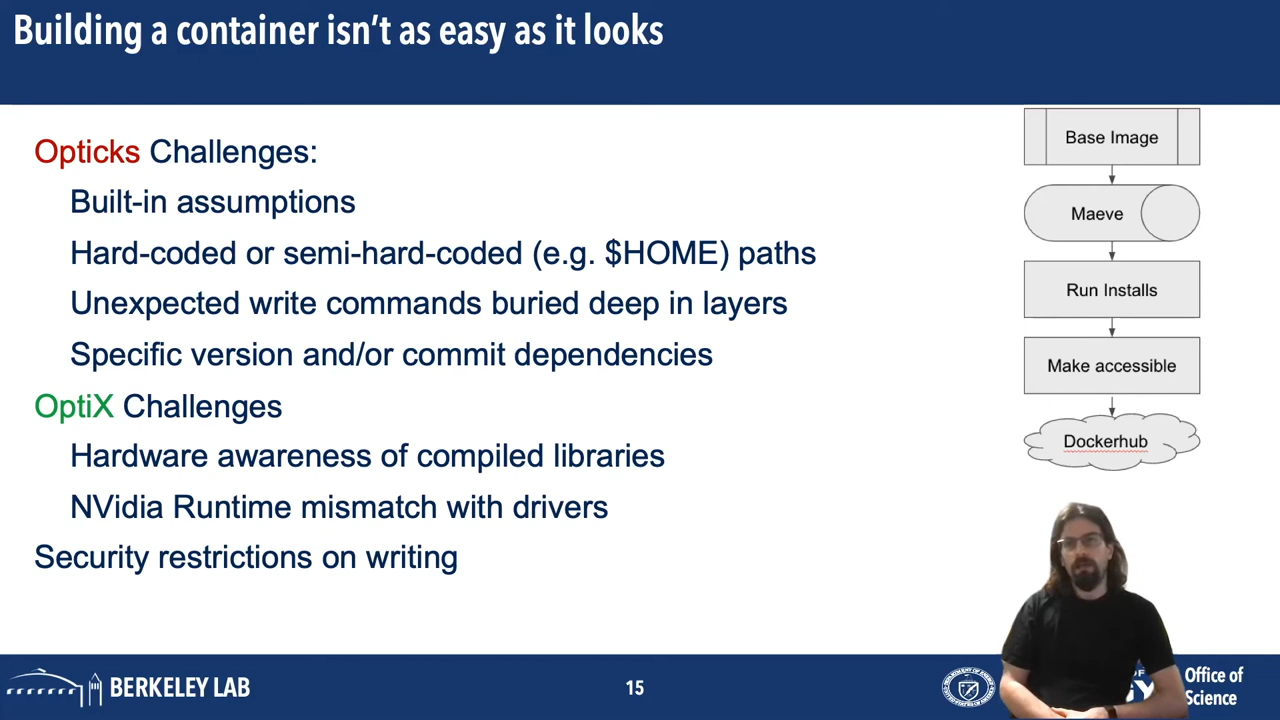 Building a container isn't as easy as it looks
Opticks Challenges:
Built-in assumptions
Hard-coded or semi-hard-coded (e.g. $HOME) paths
Unexpected write commands buried deep in layers
Specific version and/or commit dependencies
OptiX Challenges
Hardware awareness of compiled libraries
NVidia Runtime mismatch with drivers
Security restrictions on writing
Base Image
Maeve
Run Installs
Make accessible
Dockerhub
BERKELEY LAB
15
Office of
Science